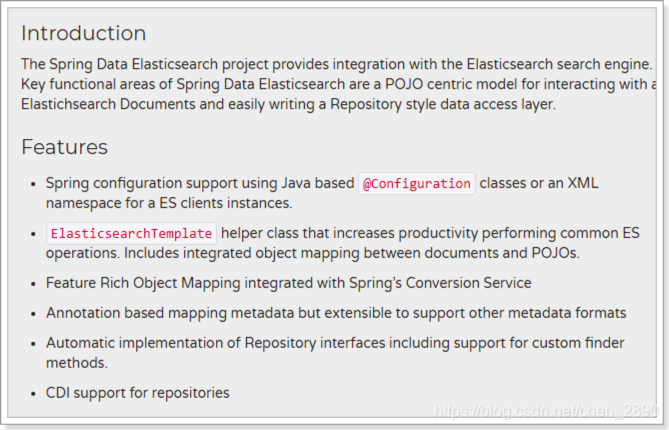 Introduction
The Spring Data Elasticsearch project provides integration with the Elasticsearch search engine.
Key functional areas of Spring Data Elasticsearch are a POJO centric model for interacting with a
Elastichsearch Documents and easily writing a Repository style data access layer.
Features
• Spring configuration support using Java based @Configuration classes or an XML
namespace for a ES clients instances.
• ElasticsearchTemplate helper class that increases productivity performing common ES
operations. Includes integrated object mapping between documents and POJOs.
• Feature Rich Object Mapping integrated with Spring's Conversion Service
• Annotation based mapping metadata but extensible to support other metadata formats
• Automatic implementation of Repository interfaces including support for custom finder
methods.
• CDI support for repositories
https://blog.csdn.net/chen_2890